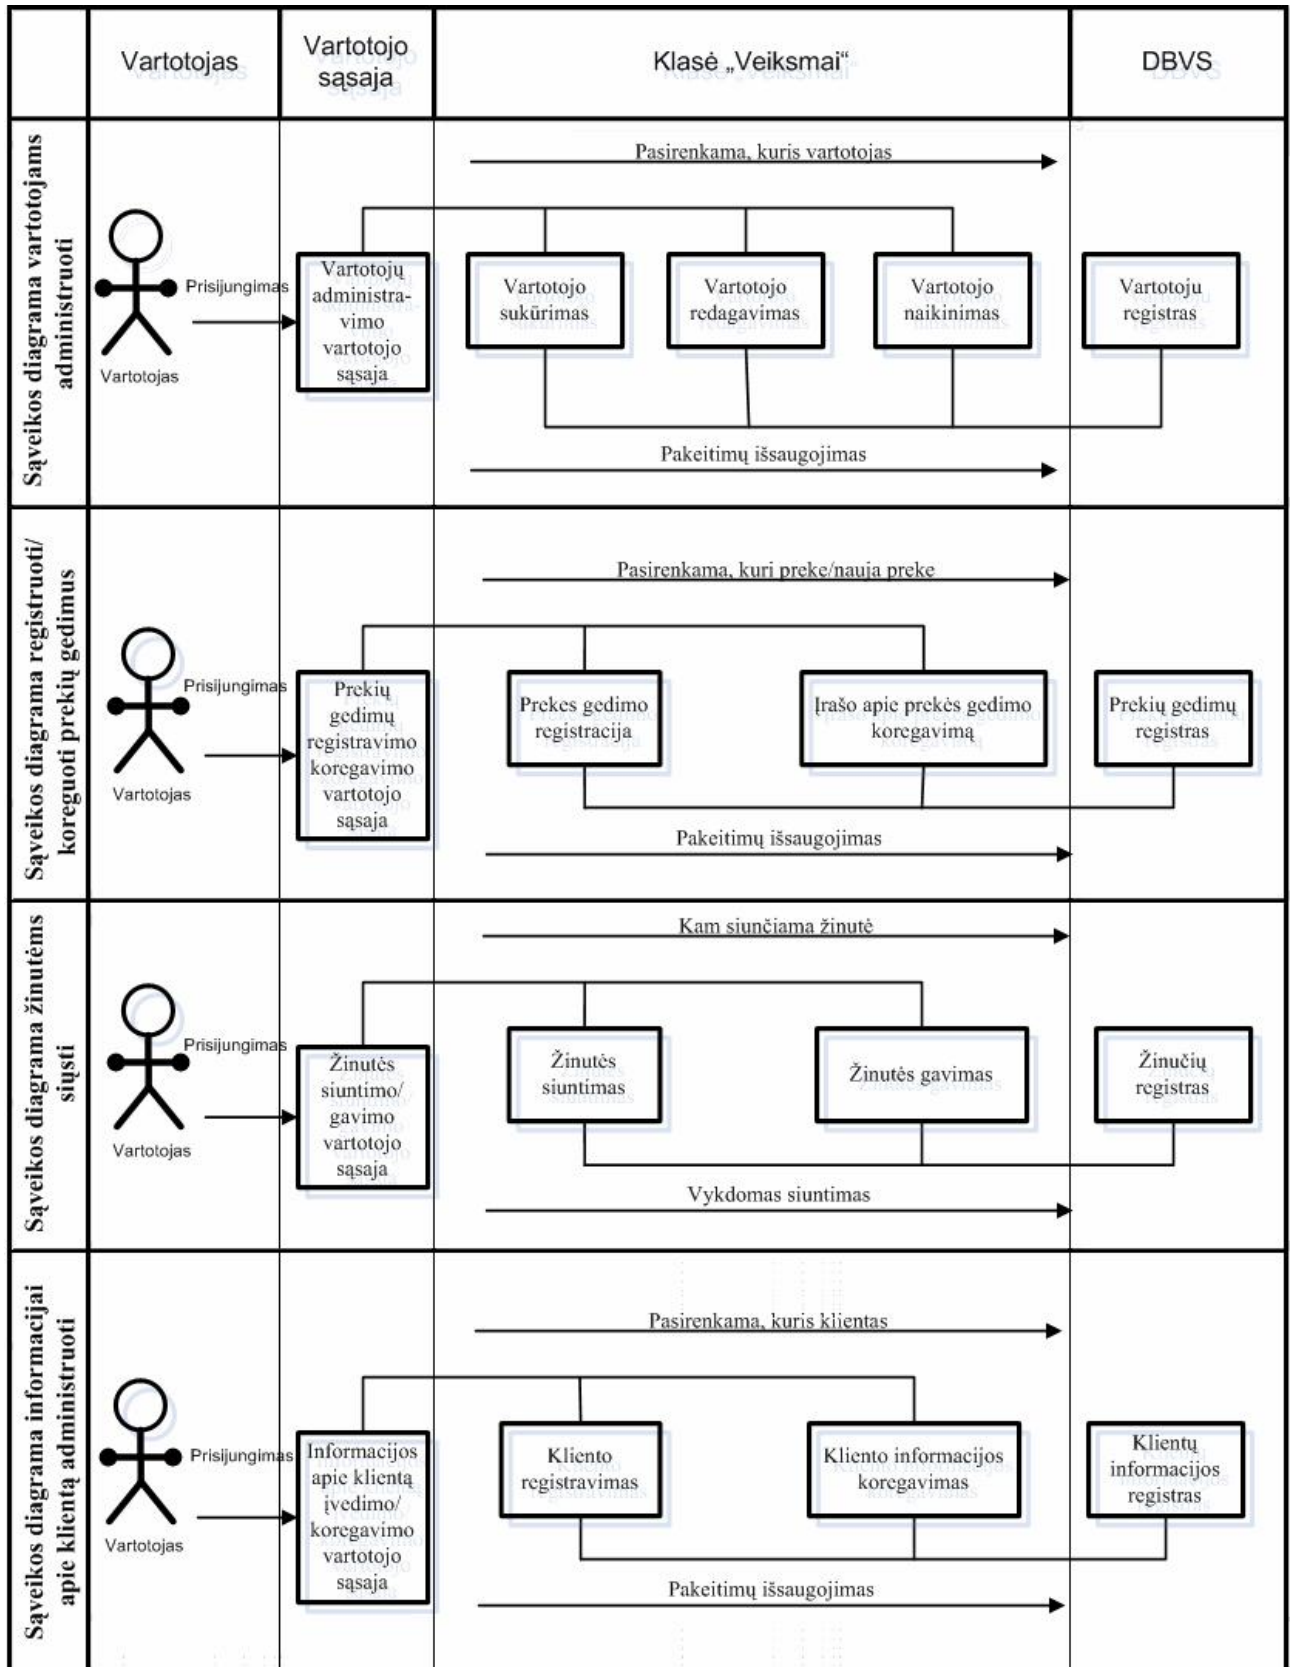 Vartotojas
Vartotojo
sąsaja
Klasė „Veiksmai“
DBVS
Sąveikos diagrama vartotojams
administruoti
Pasirenkama, kuris vartotojas
Prisijungimas
Vartotojas
Vartotojų
administra-
vimo
vartotojo
sąsaja
Vartotojo
sukūrimas
Vartotojo
redagavimas
Vartotojo
naikinimas
Vartotoju
registras
Pakeitimų išsaugojimas
Sąveikos diagrama registruoti/
koreguoti prekių gedimus
Pasirenkama, kuri preke/nauja preke
Prisijungimas
Vartotojas
Prekių
gedimų
registravimo
koregavimo
vartotojo
sąsaja
Prekes gedimo
registracija
Įrašo apie prekės gedimo
koregavimą
Prekių gedimų
registras
Pakeitimų išsaugojimas
Sąveikos diagrama žinutėms
siųsti
Kam siunčiama žinutė
Prisijungimas
Vartotojas
Žinutės
siuntimo/
gavimo
vartotojo
sąsaja
Žinutės
siuntimas
Žinutės gavimas
Žinučių
registras
Vykdomas siuntimas
Sąveikos diagrama informacijai
apie klientą administruoti
Pasirenkama, kuris klientas
Prisijungimas
Vartotojas
Informacijos
apie klientą
įvedimo/
koregavimo
vartotojo
sąsaja
Kliento
registravimas
Kliento informacijos
koregavimas
Klientų
informacijos
registras
Pakeitimų išsaugojimas